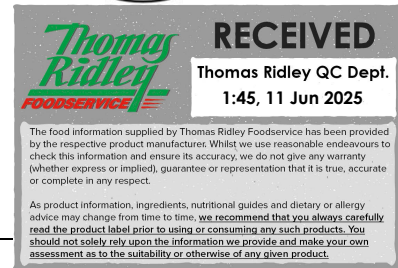 Thomas
Ridley
FOODSERVICE
RECEIVED
Thomas Ridley QC Dept.
1:45, 11 Jun 2025
The food information supplied by Thomas Ridley Foodservice has been provided
by the respective product manufacturer. Whilst we use reasonable endeavours to
check this information and ensure its accuracy, we do not give any warranty
(whether express or implied), guarantee or representation that it is true, accurate
or complete in any respect.
As product information, ingredients, nutritional guides and dietary or allergy
advice may change from time to time, we recommend that you always carefully
read the product label prior to using or consuming any such products. You
should not solely rely upon the information we provide and make your own
assessment as to the suitability or otherwise of any given product.